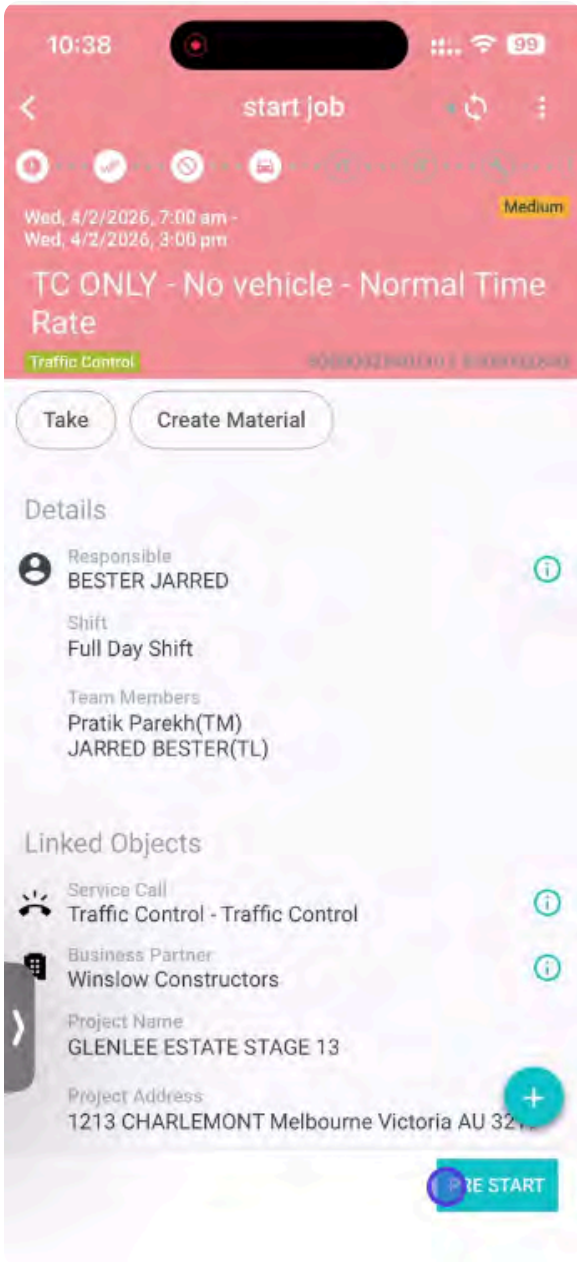 10:38
99
start job
Medium
Wed, 4/2/2026, 7:00 am -
Wed, 4/2/2026, 3:00 pm
TC ONLY - No vehicle - Normal Time
Rate
Traffic Control
Take
Create Material
Details
Responsible
BESTER JARRED
Shift
Full Day Shift
Team Members
Pratik Parekh(TM)
JARRED BESTER(TL)
Linked Objects
Service Call
Traffic Control - Traffic Control
Business Partner
Winslow Constructors
Project Name
GLENLEE ESTATE STAGE 13
Project Address
1213 CHARLEMONT Melbourne Victoria AU
PRE START